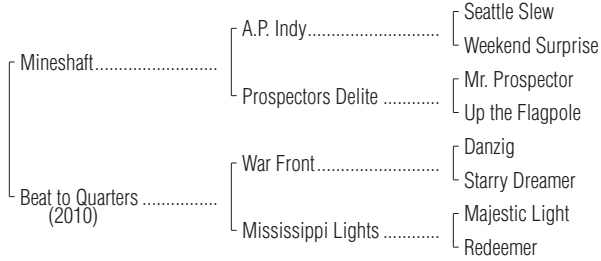 Seattle Slew
A.P. Indy............................
Weekend Surprise
Mineshaft..........................
Mr. Prospector
Prospectors Delite ............
Up the Flagpole
Danzig
War Front..........................
Starry Dreamer
Beat to Quarters ................
(2010)
Majestic Light
Mississippi Lights ............
Redeemer